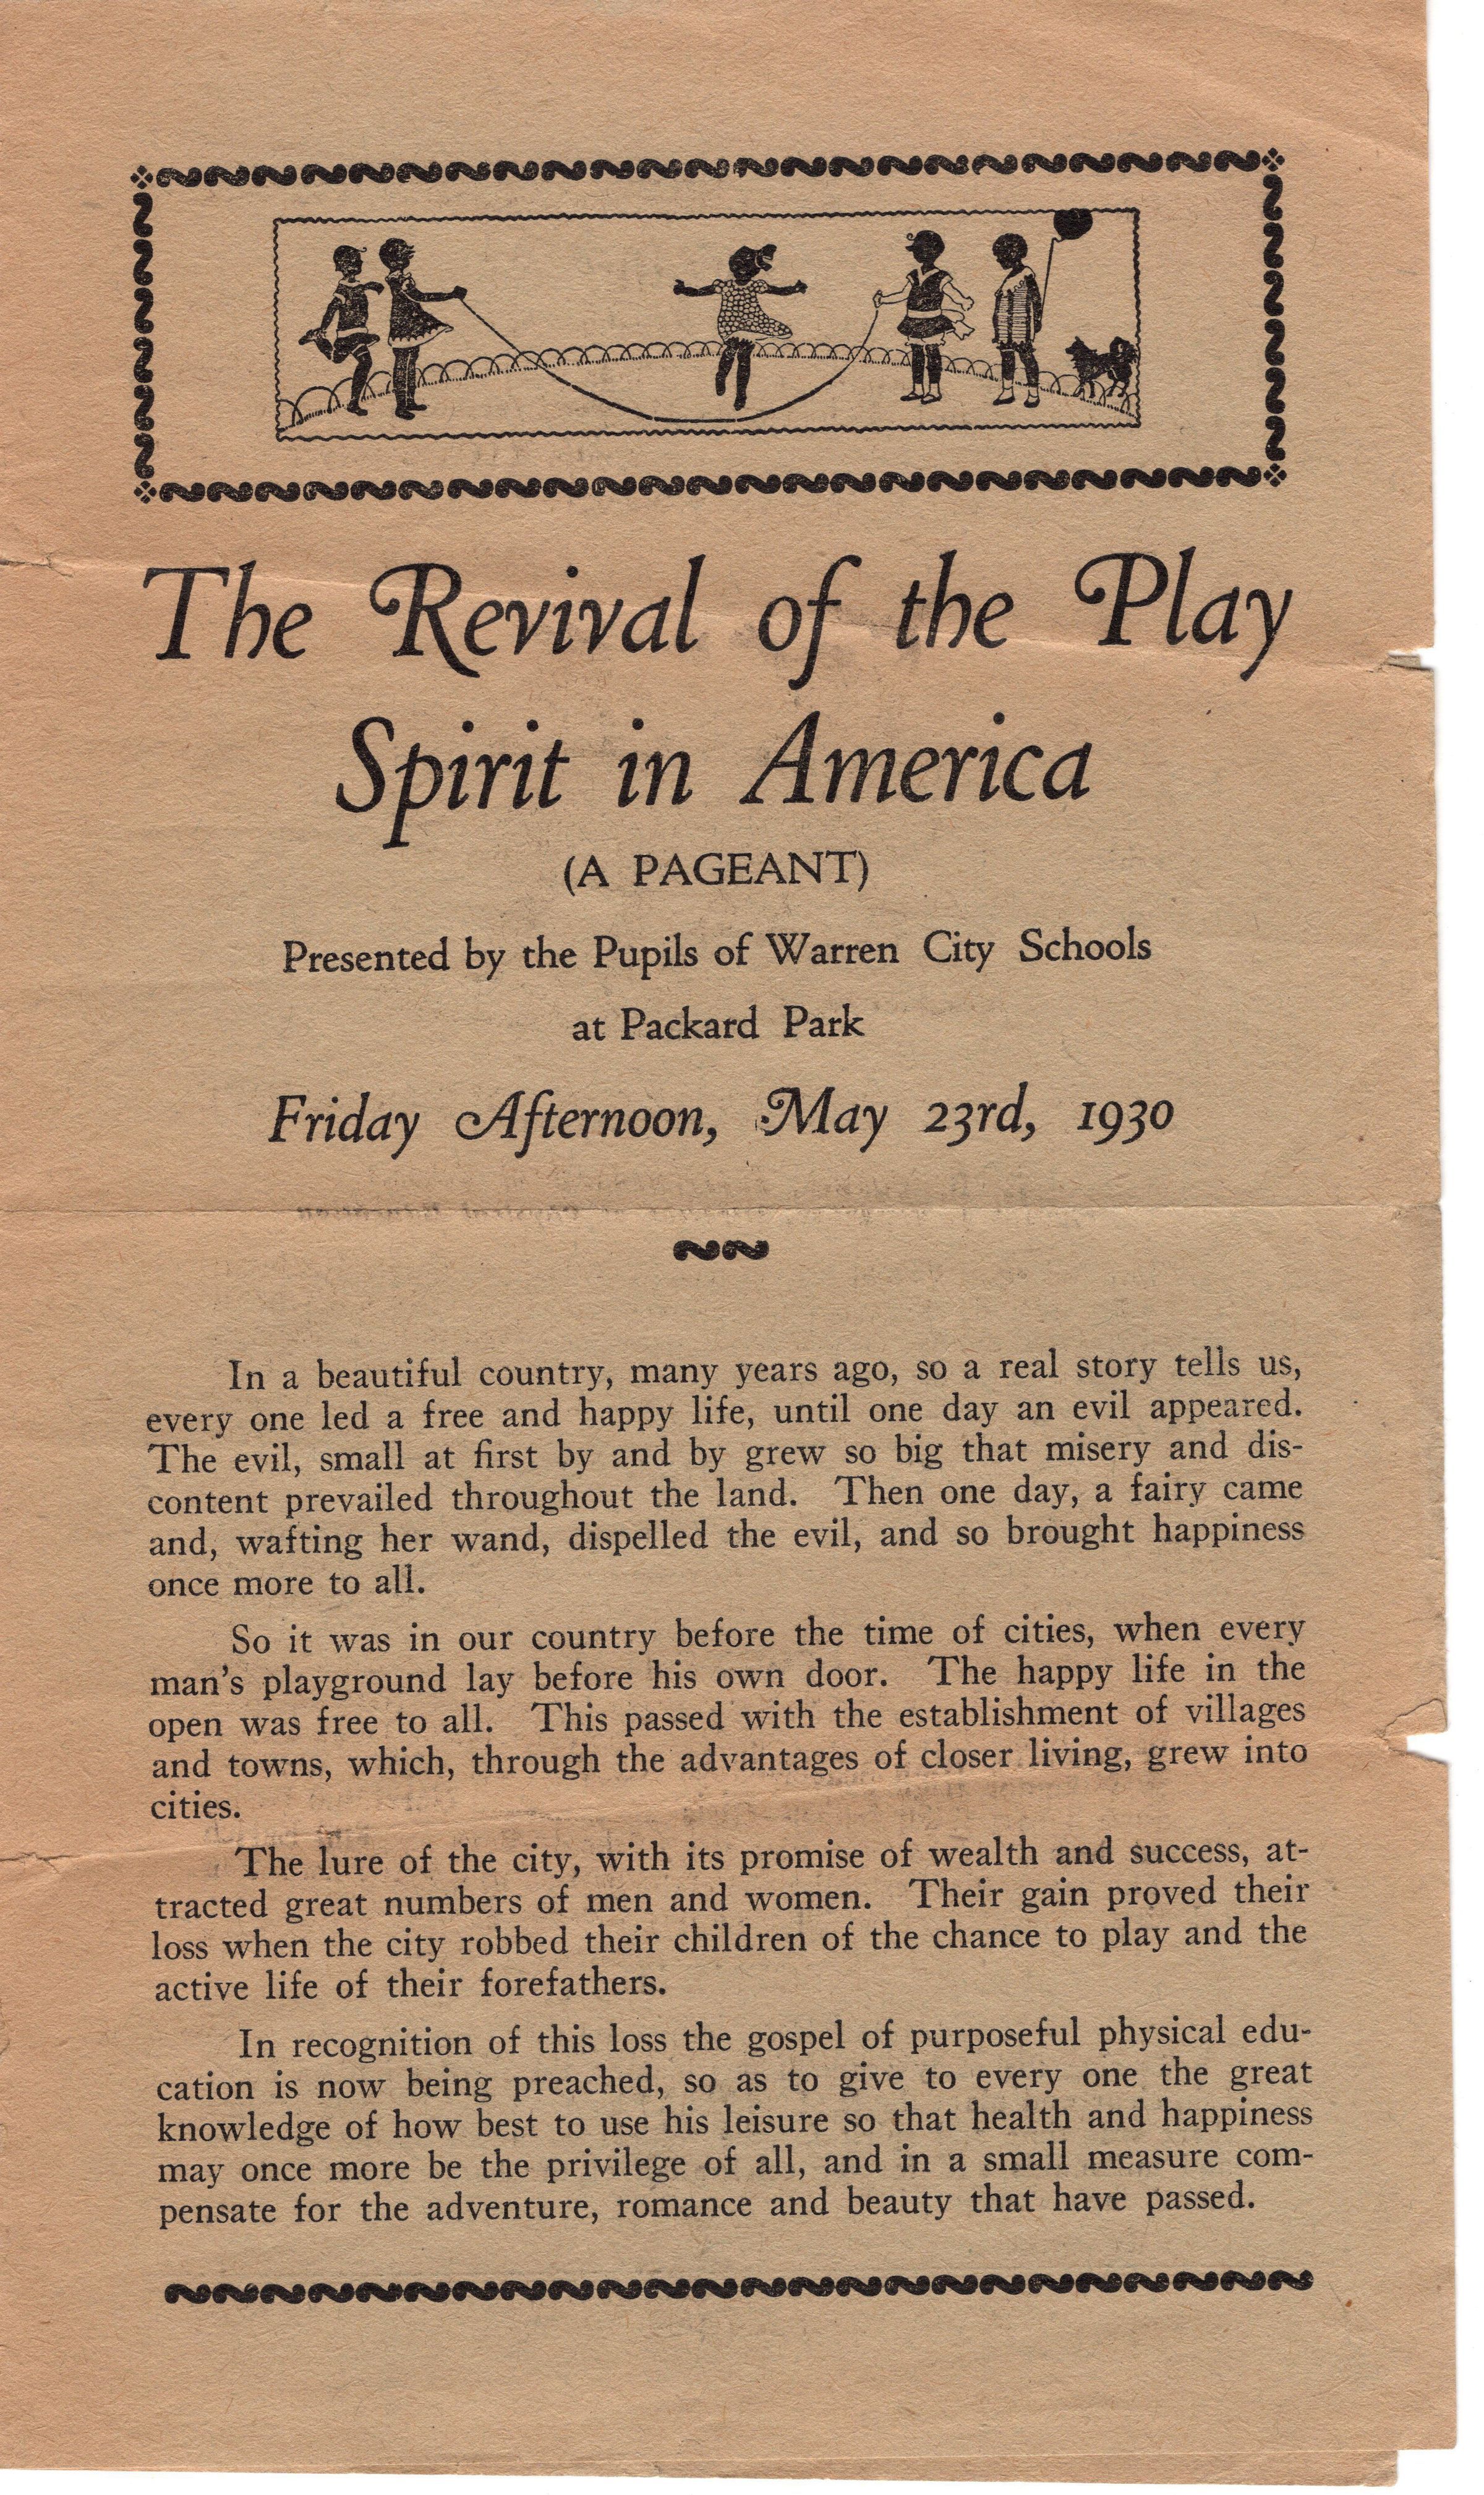 The Revival of the Play
Spirit in America
(A PAGEANT)
Presented by the Pupils of Warren City Schools
at Packard Park
Friday Afternoon, May 23rd, 1930
In a beautiful country, many years ago, so a real story tells us,
every one led a free and happy life, until one day an evil appeared.
The evil, small at first by and by grew so big that misery and dis-
content prevailed throughout the land. Then one day, a fairy came
and, wafting her wand, dispelled the evil, and so brought happiness
once more to all.
So it was in our country before the time of cities, when every
man's playground lay before his own door. The happy life in the
open was free to all. This passed with the establishment of villages
and towns, which, through the advantages of closer living, grew into
cities.
The lure of the city, with its promise of wealth and success, at-
tracted great numbers of men and women. Their gain proved their
loss when the city robbed their children of the chance to play and the
active life of their forefathers.
In recognition of this loss the gospel of purposeful physical edu-
cation is now being preached, so as to give to every one the great
knowledge of how best to use his leisure so that health and happiness
may once more be the privilege of all, and in a small measure com-
pensate for the adventure, romance and beauty that have passed.